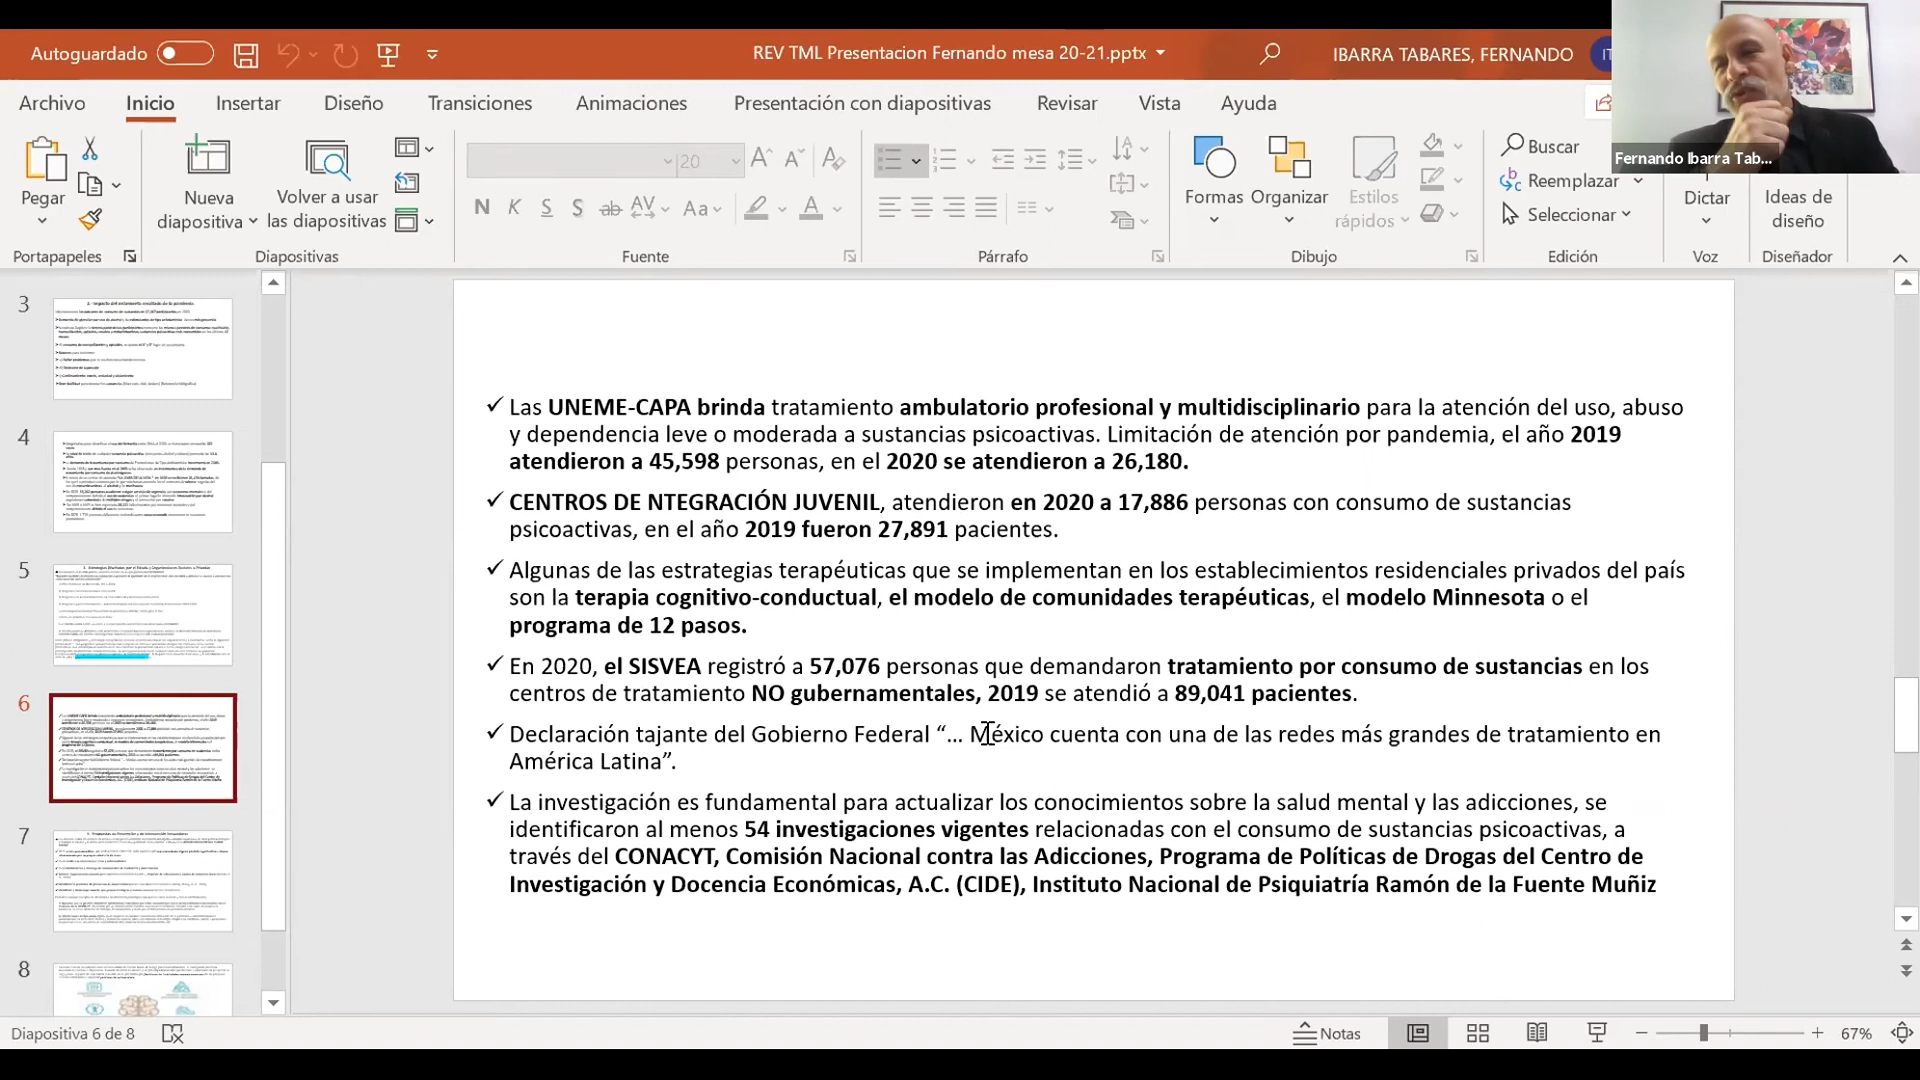 Autoguardado
REV TML Presentacion Fernando mesa 20-21.pptx
IBARRA TABARES, FERNANDO
IT
Archivo Inicio Insertar Diseño Transiciones Animaciones Presentación con diapositivas Revisar Vista Ayuda
Fernando Ibarra Tab...
Pegar
Nueva diapositiva
Volver a usar las diapositivas
20
N K S S ab AV Aa A
Formas
Organizar
Estilos rápidos
Buscar
Reemplazar
Seleccionar
Dictar
Ideas de diseño
Portapapeles Diapositivas Fuente Párrafo Dibujo Edición Voz Diseñador
3
4
5
6
7
8
✓ Las UNEME-CAPA brinda tratamiento ambulatorio profesional y multidisciplinario para la atención del uso, abuso
y dependencia leve o moderada a sustancias psicoactivas. Limitación de atención por pandemia, el año 2019
atendieron a 45,598 personas, en el 2020 se atendieron a 26,180.
✓ CENTROS DE NTEGRACIÓN JUVENIL, atendieron en 2020 a 17,886 personas con consumo de sustancias
psicoactivas, en el año 2019 fueron 27,891 pacientes.
✓ Algunas de las estrategias terapéuticas que se implementan en los establecimientos residenciales privados del país
son la terapia cognitivo-conductual, el modelo de comunidades terapéuticas, el modelo Minnesota o el
programa de 12 pasos.
✓ En 2020, el SISVEA registró a 57,076 personas que demandaron tratamiento por consumo de sustancias en los
centros de tratamiento NO gubernamentales, 2019 se atendió a 89,041 pacientes.
✓ Declaración tajante del Gobierno Federal “... México cuenta con una de las redes más grandes de tratamiento en
América Latina”.
✓ La investigación es fundamental para actualizar los conocimientos sobre la salud mental y las adicciones, se
identificaron al menos 54 investigaciones vigentes relacionadas con el consumo de sustancias psicoactivas, a
través del CONACYT, Comisión Nacional contra las Adicciones, Programa de Políticas de Drogas del Centro de
Investigación y Docencia Económicas, A.C. (CIDE), Instituto Nacional de Psiquiatría Ramón de la Fuente Muñiz
Diapositiva 6 de 8
Notas
67%